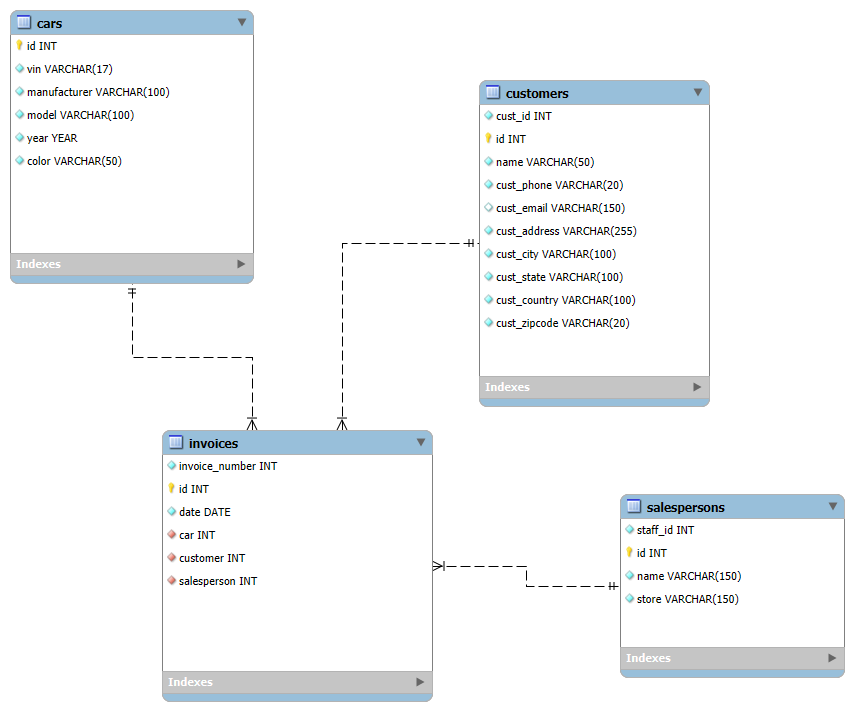 cars
id INT
vin VARCHAR(17)
manufacturer VARCHAR(100)
model VARCHAR(100)
year YEAR
color VARCHAR(50)
Indexes
customers
cust_id INT
id INT
name VARCHAR(50)
cust_phone VARCHAR(20)
cust_email VARCHAR(150)
cust_address VARCHAR(255)
cust_city VARCHAR(100)
cust_state VARCHAR(100)
cust_country VARCHAR(100)
cust_zipcode VARCHAR(20)
Indexes
invoices
invoice_number INT
id INT
date DATE
car INT
customer INT
salesperson INT
Indexes
salespersons
staff_id INT
id INT
name VARCHAR(150)
store VARCHAR(150)
Indexes